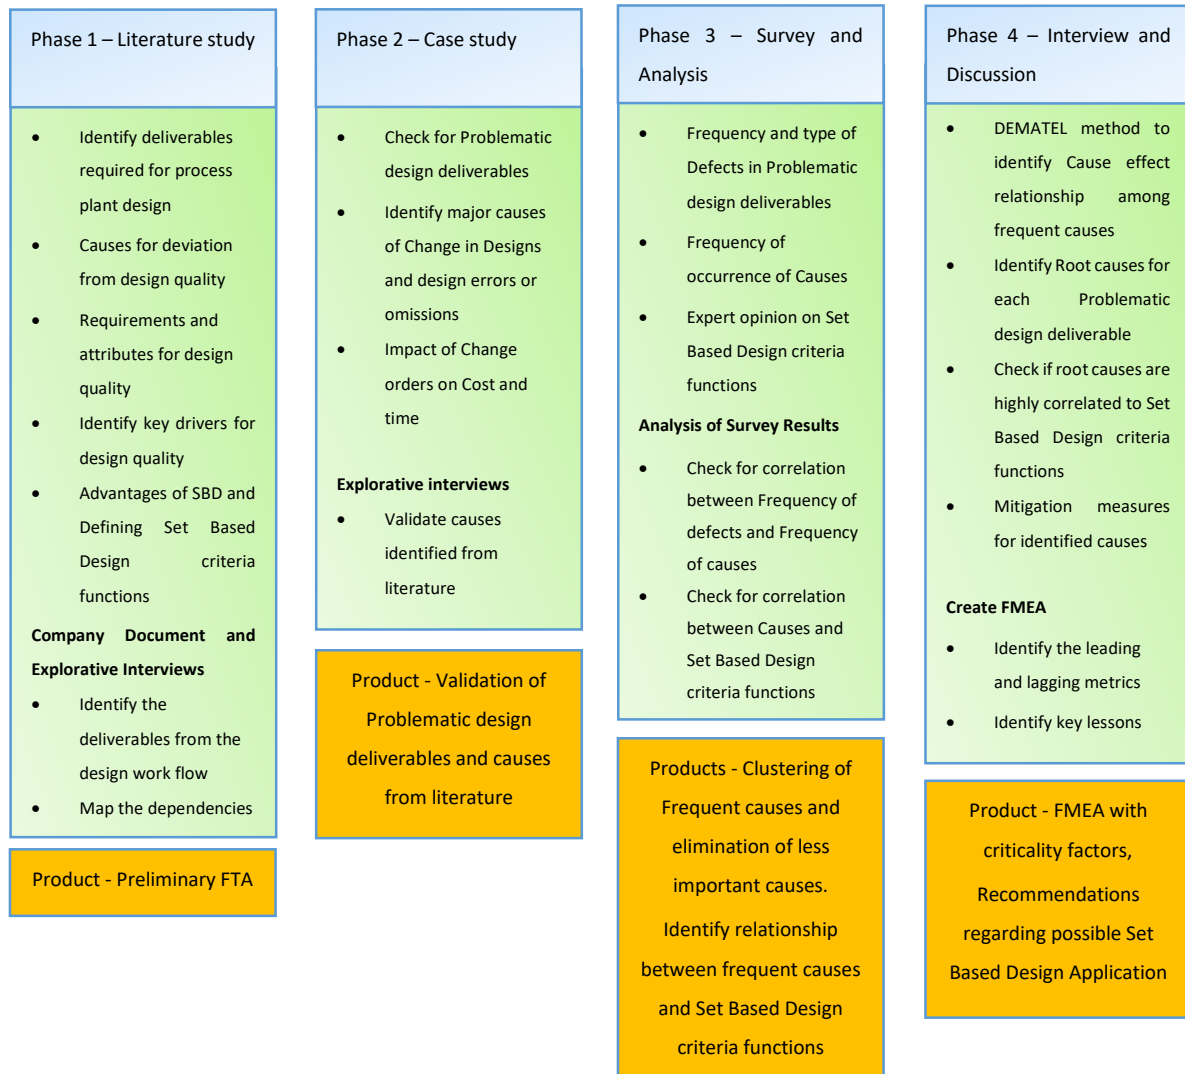 Phase 1 – Literature study
• Identify deliverables
required for process
plant design
• Causes for deviation
from design quality
• Requirements and
attributes for design
quality
• Identify key drivers for
design quality
• Advantages of SBD and
Defining Set Based
Design criteria
functions
Company Document and
Explorative Interviews
• Identify the
deliverables from the
design work flow
• Map the dependencies
Product - Preliminary FTA
Phase 2 – Case study
• Check for Problematic
design deliverables
• Identify major causes
of Change in Designs
and design errors or
omissions
• Impact of Change
orders on Cost and
time
Explorative interviews
• Validate causes
identified from
literature
Product - Validation of
Problematic design
deliverables and causes
from literature
Phase 3 – Survey and
Analysis
• Frequency and type of
Defects in Problematic
design deliverables
• Frequency of
occurrence of Causes
• Expert opinion on Set
Based Design criteria
functions
Analysis of Survey Results
• Check for correlation
between Frequency of
defects and Frequency
of causes
• Check for correlation
between Causes and
Set Based Design
criteria functions
Products - Clustering of
Frequent causes and
elimination of less
important causes.
Identify relationship
between frequent causes
and Set Based Design
criteria functions
Phase 4 – Interview and
Discussion
• DEMATEL method to
identify Cause effect
relationship among
frequent causes
• Identify Root causes for
each Problematic
design deliverable
• Check if root causes are
highly correlated to Set
Based Design criteria
functions
• Mitigation measures
for identified causes
Create FMEA
• Identify the leading
and lagging metrics
• Identify key lessons
Product - FMEA with
criticality factors,
Recommendations
regarding possible Set
Based Design Application